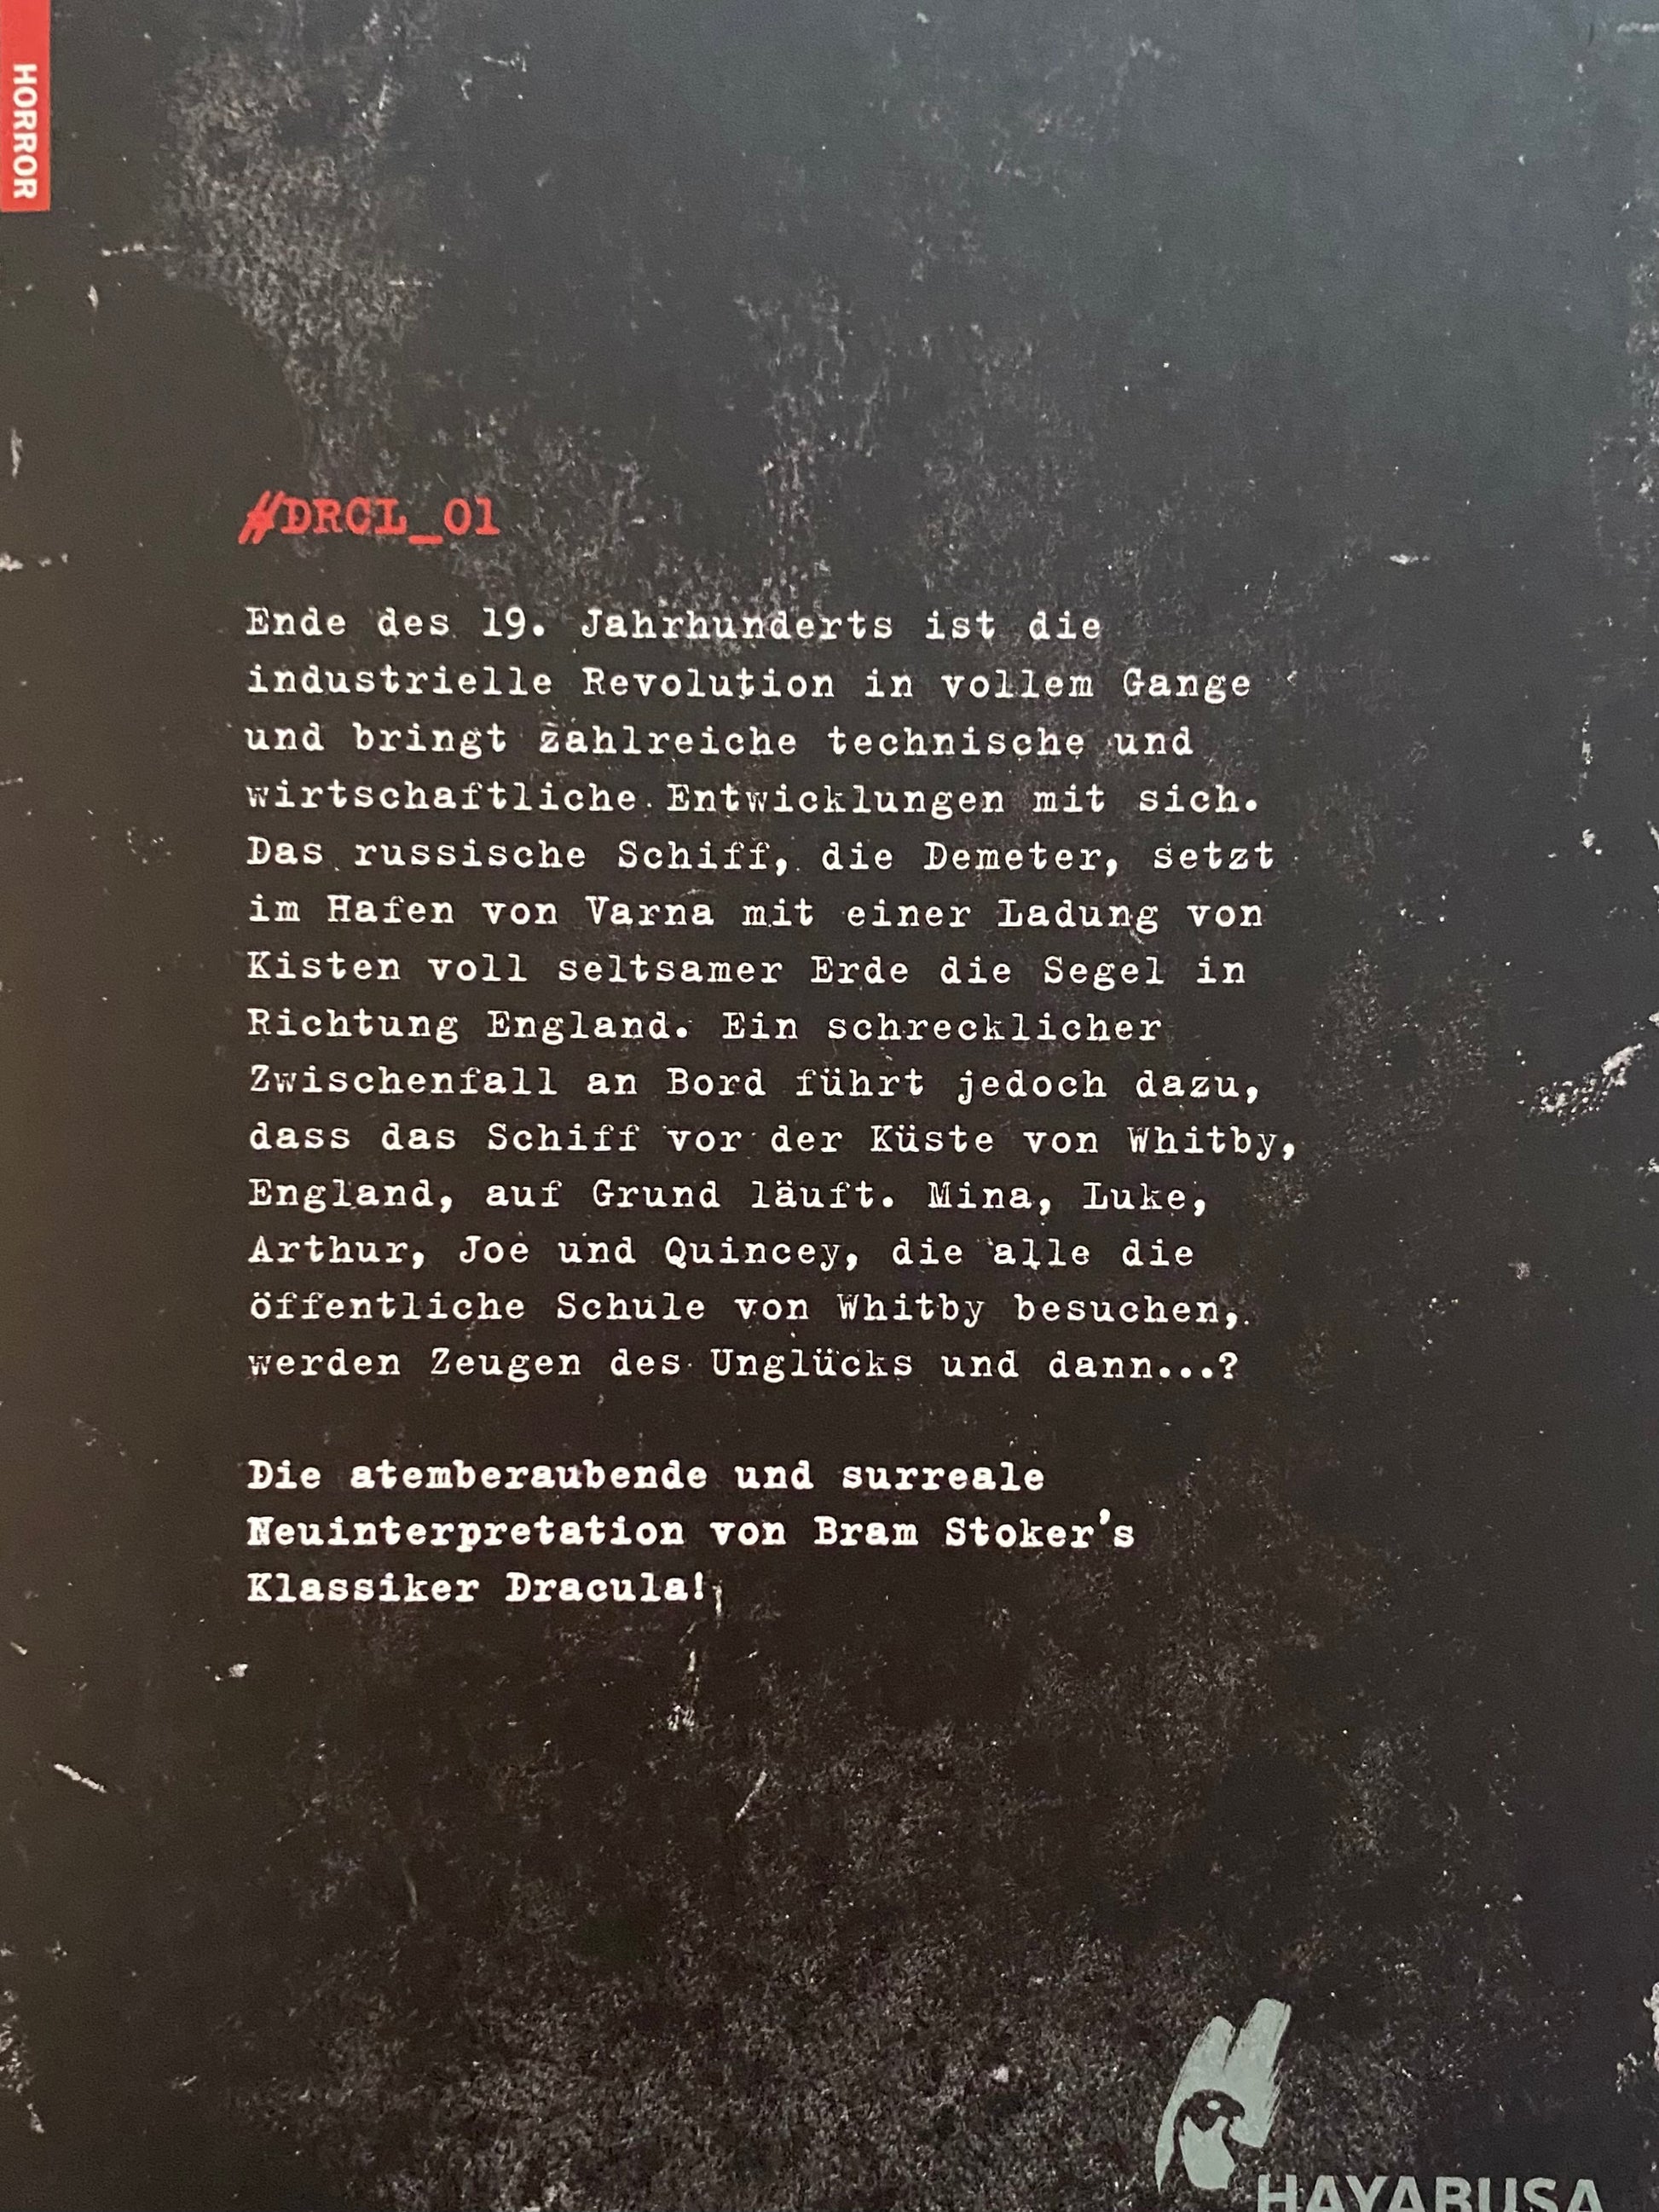 HORROR
#DRCL_01
Ende des 19. Jahrhunderts ist die
industrielle Revolution in vollem Gange
und bringt zahlreiche technische und
wirtschaftliche Entwicklungen mit sich.
Das russische Schiff, die Demeter, setzt
im Hafen von Varna mit einer Ladung von
Kisten voll seltsamer Erde die Segel in
Richtung England. Ein schrecklicher
Zwischenfall an Bord führt jedoch dazu,
dass das Schiff vor der Küste von Whitby,
England, auf Grund läuft. Mina, Luke,
Arthur, Joe und Quincey, die alle die
öffentliche Schule von Whitby besuchen,
werden Zeugen des Unglücks und dann...?
Die atemberaubende und surreale
Neuinterpretation von Bram Stoker's
Klassiker Dracula!
HAYABUSA